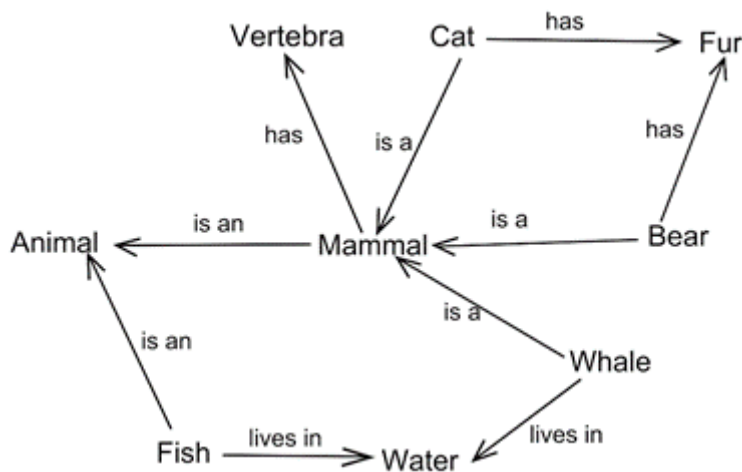 Vertebra
Cat
has
Fur
has
is a
has
Animal
is an
Mammal
is a
Bear
is a
is an
Whale
Fish
lives in
Water
lives in